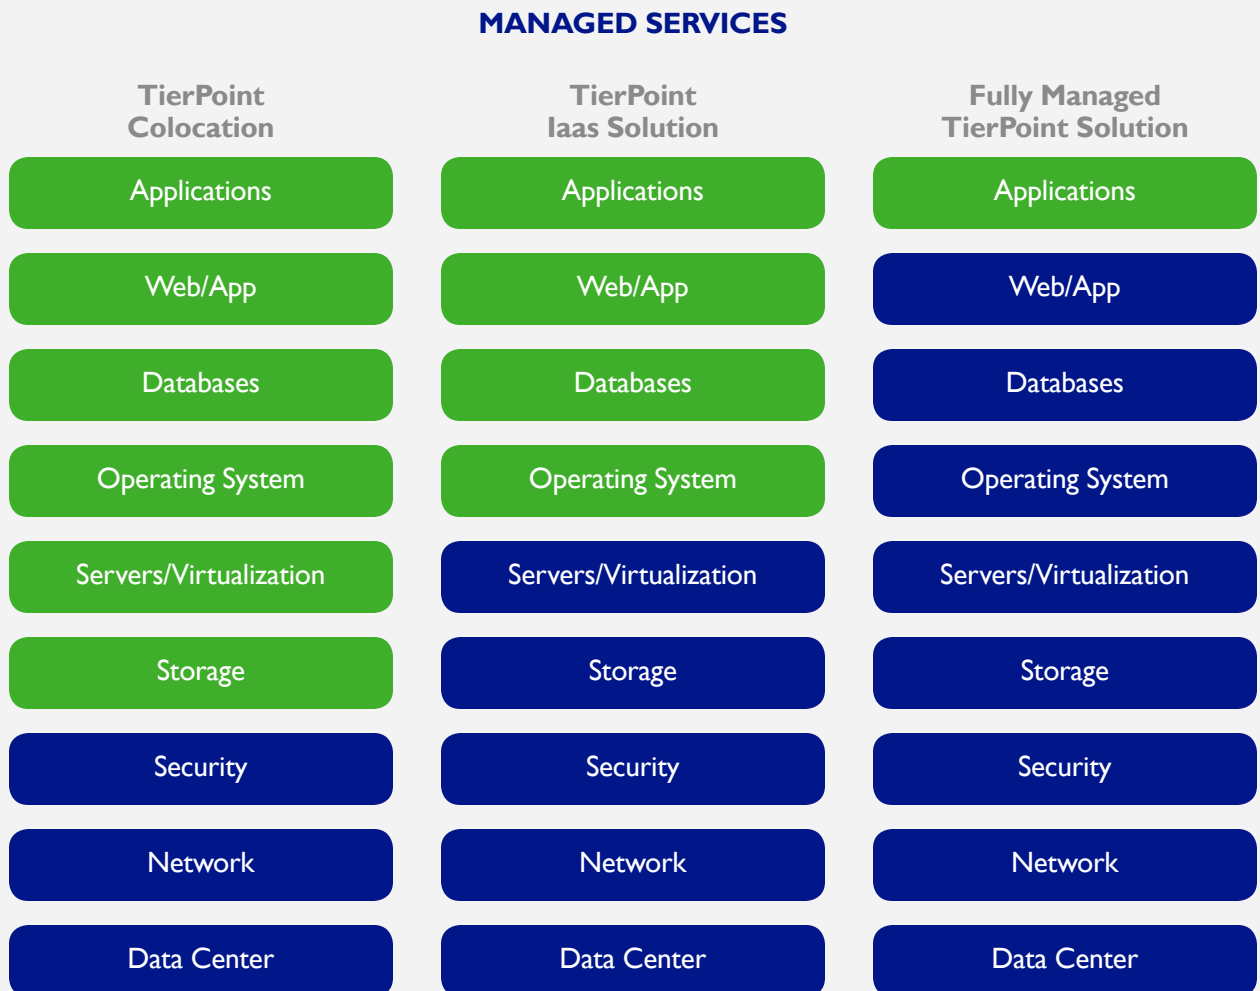 MANAGED SERVICES
TierPoint
Colocation
TierPoint
Iaas Solution
Fully Managed
TierPoint Solution
Applications
Applications
Applications
Web/App
Web/App
Web/App
Databases
Databases
Databases
Operating System
Operating System
Operating System
Servers/Virtualization
Servers/Virtualization
Servers/Virtualization
Storage
Storage
Storage
Security
Security
Security
Network
Network
Network
Data Center
Data Center
Data Center